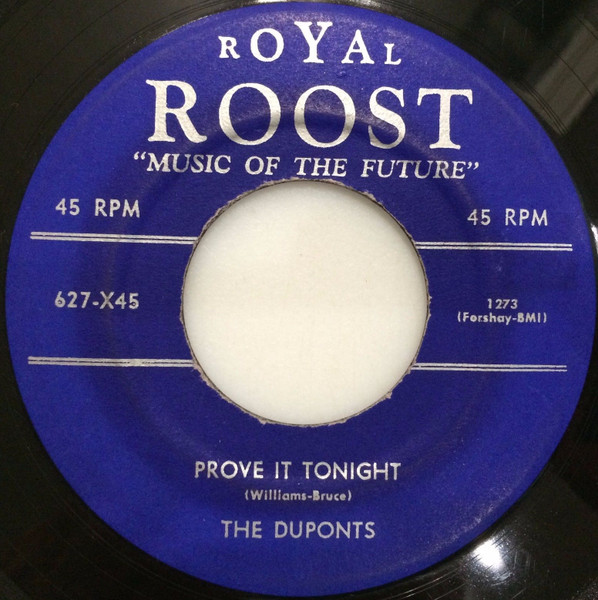 ROYAL
ROOST
"MUSIC OF THE FUTURE"
45 RPM
45 RPM
627-X45
1273
(Forshay-BMI)
PROVE IT TONIGHT
(Williams-Bruce)
THE DUPONTS